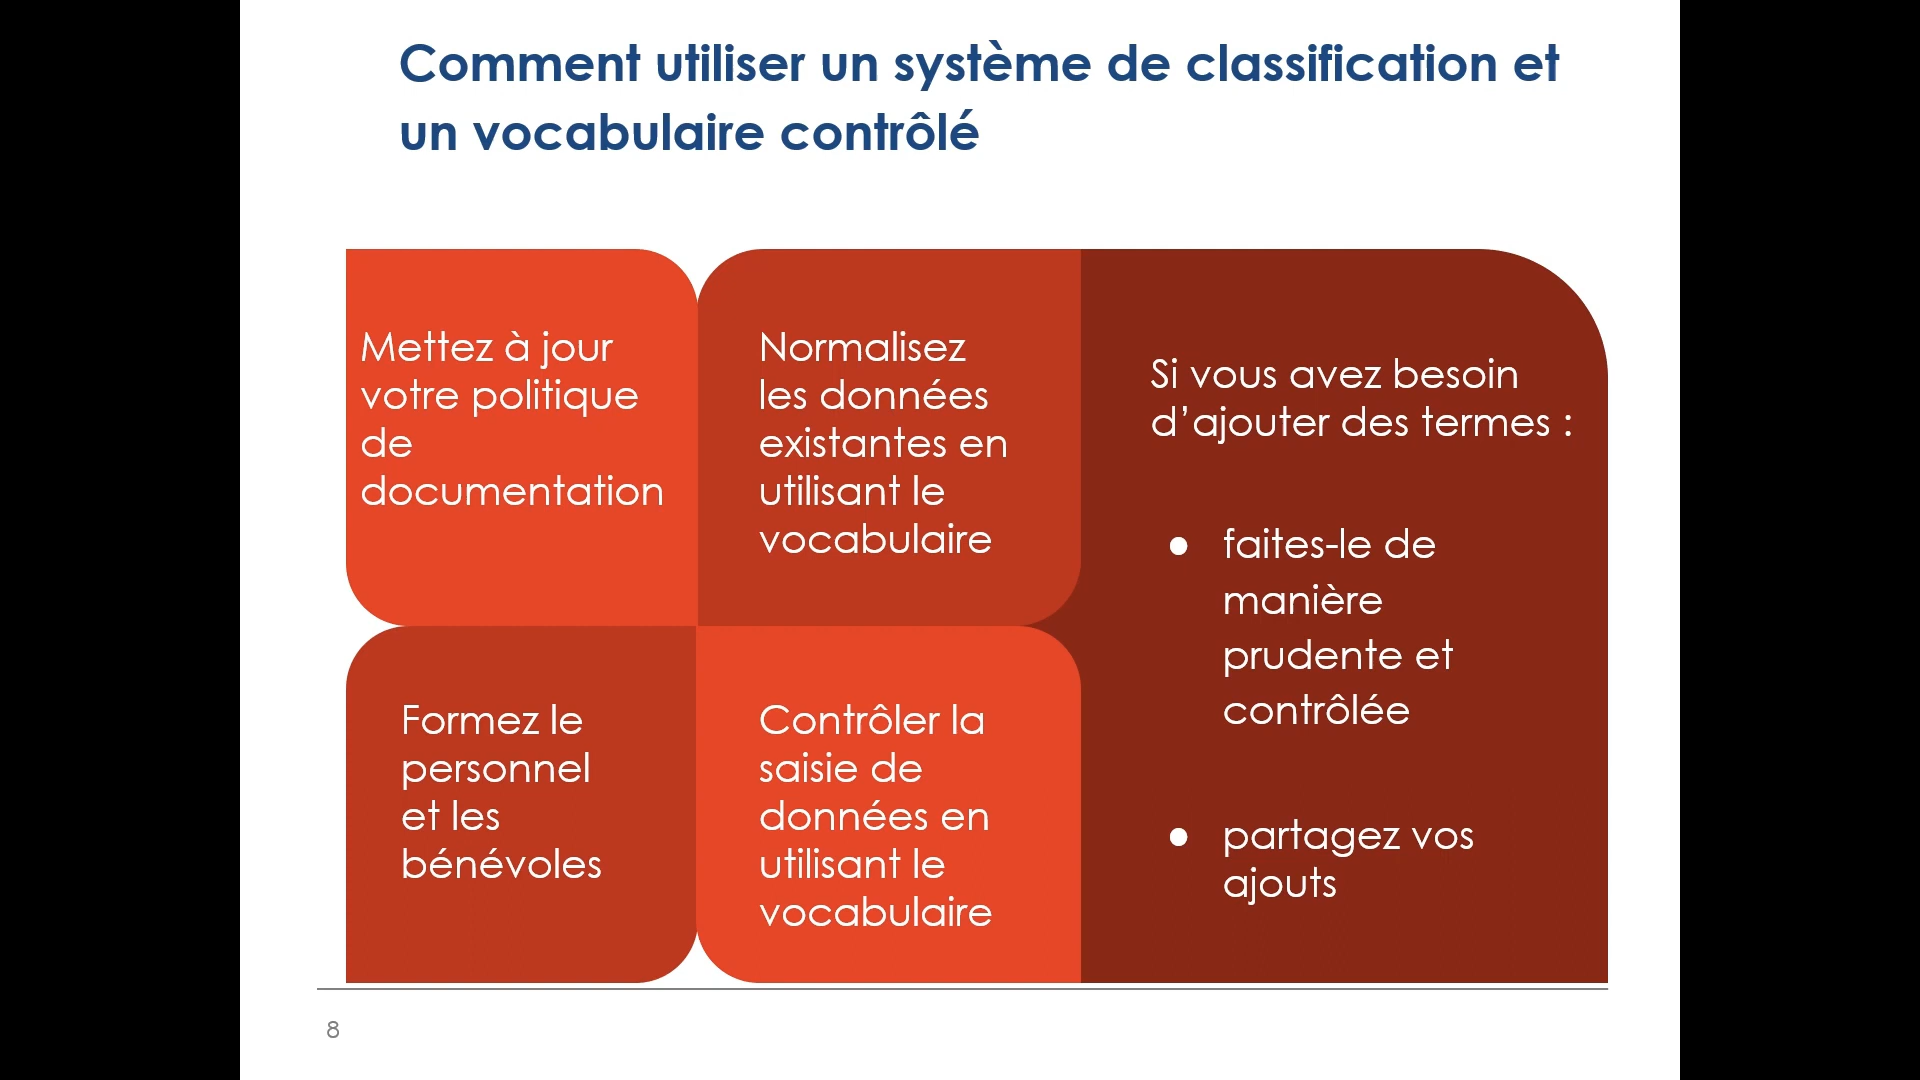 Comment utiliser un système de classification et
un vocabulaire contrôlé
Mettez à jour
votre politique
de
documentation
Normalisez
les données
existantes en
utilisant le
vocabulaire
Formez le
personnel
et les
bénévoles
Contrôler la
saisie de
données en
utilisant le
vocabulaire
Si vous avez besoin
d’ajouter des termes :
● faites-le de
manière
prudente et
contrôlée
● partagez vos
ajouts
8